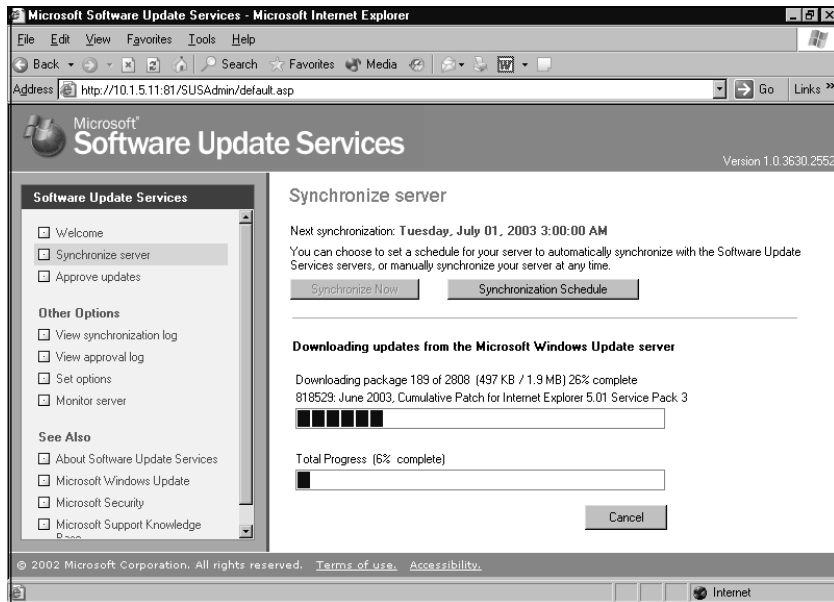 Microsoft Software Update Services - Microsoft Internet Explorer
File Edit View Favorites Tools Help
Back Search Favorites Media
Address http://10.1.5.11:81/SUSAdmin/default.asp Go Links »
Microsoft®
Software Update Services
Version 1.0.3630.2552
Software Update Services
Welcome
Synchronize server
Approve updates
Other Options
View synchronization log
View approval log
Set options
Monitor server
See Also
About Software Update Services
Microsoft Windows Update
Microsoft Security
Microsoft Support Knowledge
Synchronize server
Next synchronization: Tuesday, July 01, 2003 3:00:00 AM
You can choose to set a schedule for your server to automatically synchronize with the Software Update
Services servers, or manually synchronize your server at any time.
Synchronize Now Synchronization Schedule
Downloading updates from the Microsoft Windows Update server
Downloading package 189 of 2808 (497 KB / 1.9 MB) 26% complete
818529: June 2003, Cumulative Patch for Internet Explorer 5.01 Service Pack 3
Total Progress (6% complete)
Cancel
© 2002 Microsoft Corporation. All rights reserved. Terms of use. Accessibility.
Internet